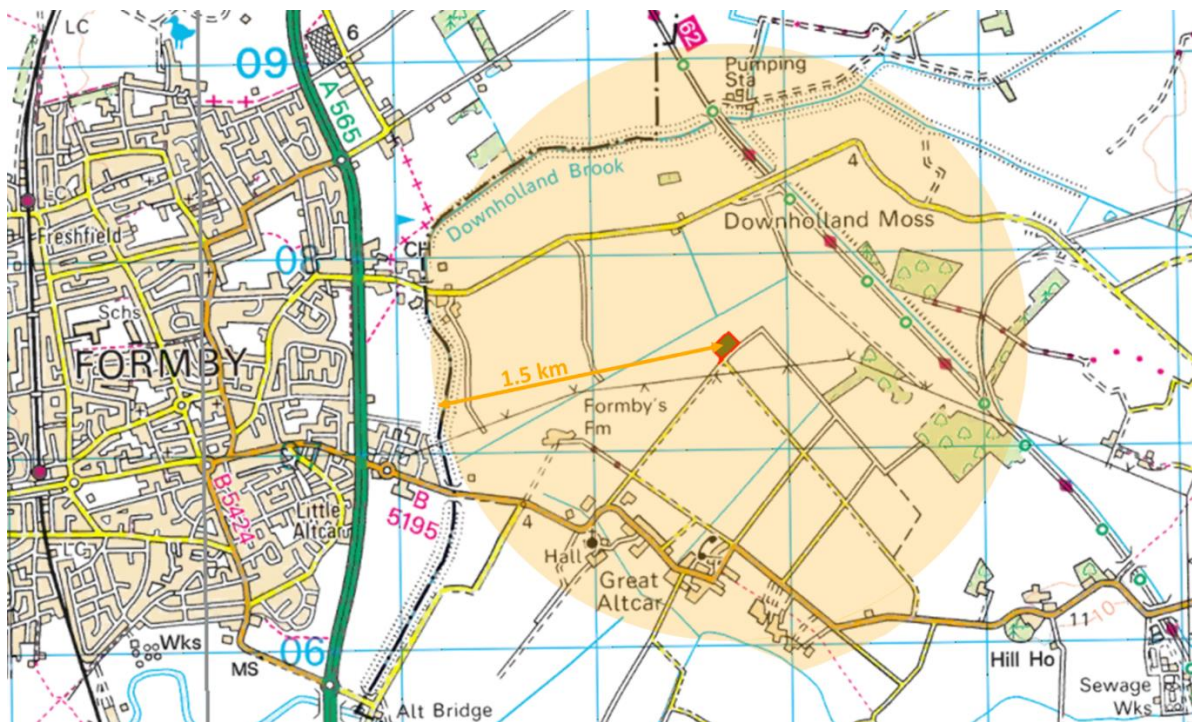 LC
6
09
A 565
62
Pumping
Sta
4
Downholland Brook
Downholland Moss
LC
Freshfield
CH
08
Schs
FORMBY
1.5 km
Formby's
Fm
07
B 5424
Little
Altcar
B
5195
4
Hall
Great
Altcar
LC
11
10
Wks
MS
06
Hill Ho
Sewage
Wks
Alt Bridge